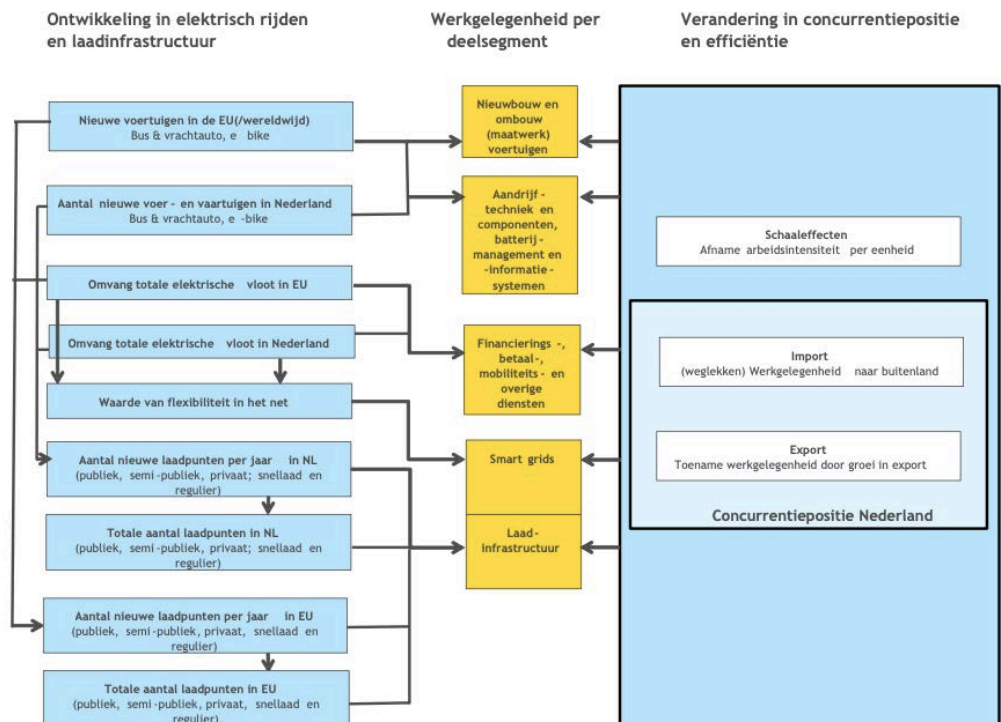 Ontwikkeling in elektrisch rijden
en laadinfrastructuur
Werkgelegenheid per
deelsegment
Verandering in concurrentiepositie
en efficiëntie
Nieuwe voertuigen in de EU(/wereldwijd)
Bus & vrachtauto, e bike
Aantal nieuwe voer- en vaartuigen in Nederland
Bus & vrachtauto, e -bike
Omvang totale elektrische vloot in EU
Omvang totale elektrische vloot in Nederland
Waarde van flexibiliteit in het net
Aantal nieuwe laadpunten per jaar in NL
(publiek, semi-publiek, privaat; snellaad en
regulier)
Totale aantal laadpunten in NL
(publiek, semi-publiek, privaat; snellaad en
regulier)
Aantal nieuwe laadpunten per jaar in EU
(publiek, semi-publiek, privaat, snellaad en
regulier)
Totale aantal laadpunten in EU
(publiek, semi-publiek, privaat, snellaad en
regulier)
Nieuwbouw en
ombouw
(maatwerk)
voertuigen
Aandrijf-
techniek en
componenten,
batterij-
management en
-informatie-
systemen
Financierings -,
betaal-,
mobiliteits- en
overige
diensten
Smart grids
Laad-
infrastructuur
Schaaleffecten
Afname arbeidsintensiteit per eenheid
Import
(weglekken) Werkgelegenheid naar buitenland
Export
Toename werkgelegenheid door groei in export
Concurrentiepositie Nederland